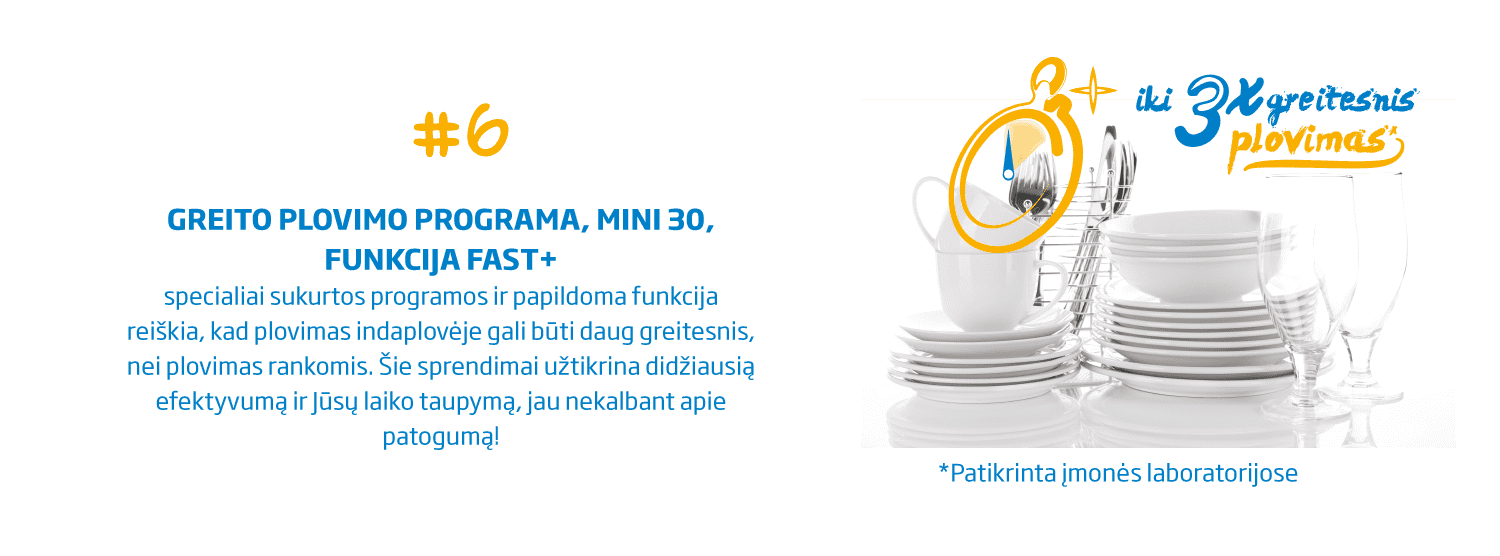 #6
GREITO PLOVIMO PROGRAMA, MINI 30,
FUNKCIJA FAST+
specialiai sukurtos programos ir papildoma funkcija
reiškia, kad plovimas indaplovėje gali būti daug greitesnis,
nei plovimas rankomis. Šie sprendimai užtikrina didžiausią
efektyvumą ir Jūsų laiko taupymą, jau nekalbant apie
patogumą!
iki 3x greitesnis
plovimas*
*Patikrinta įmonės laboratorijose